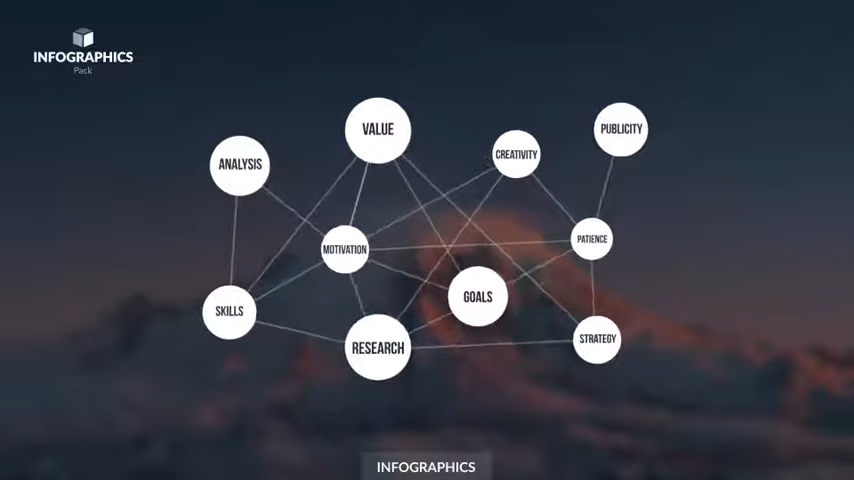 INFOGRAPHICS
Pack
VALUE
PUBLICITY
CREATIVITY
ANALYSIS
PATIENCE
MOTIVATION
GOALS
SKILLS
STRATEGY
RESEARCH
INFOGRAPHICS